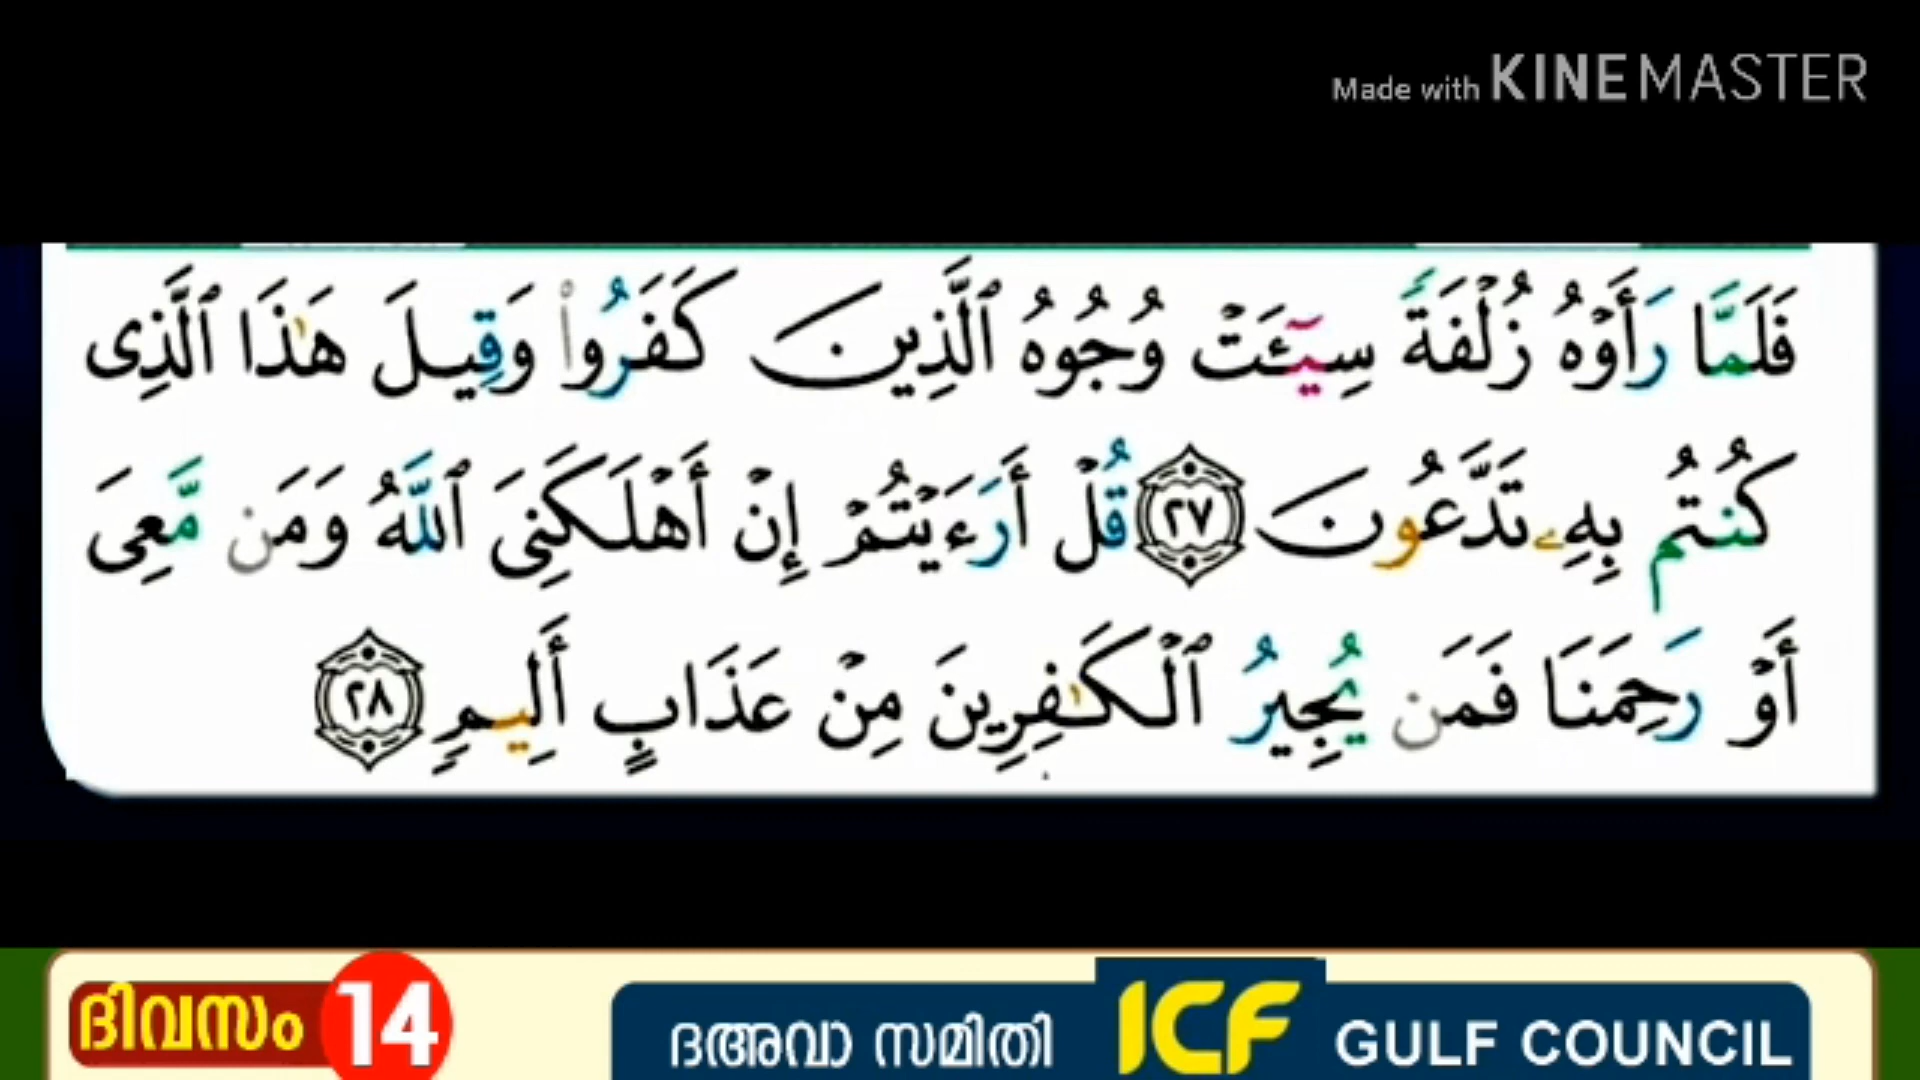 Made with KINEMASTER
فَلَمَّا رَأَوۡهُ زُلۡفَةٗ سِيٓـَٔتۡ وُجُوهُ ٱلَّذِينَ كَفَرُواْ وَقِيلَ هَٰذَا ٱلَّذِى
كُنتُم بِهِۦ تَدَّعُونَ ٢٧ قُلۡ أَرَءَيۡتُمۡ إِنۡ أَهۡلَكَنِىَ ٱللَّهُ وَمَن مَّعِىَ
أَوۡ رَحِمَنَا فَمَن يُجِيرُ ٱلۡكَٰفِرِينَ مِنۡ عَذَابٍ أَلِيمٖ ٢٨
ദിവസം 14
ദഅവാ സമിതി ICF GULF COUNCIL